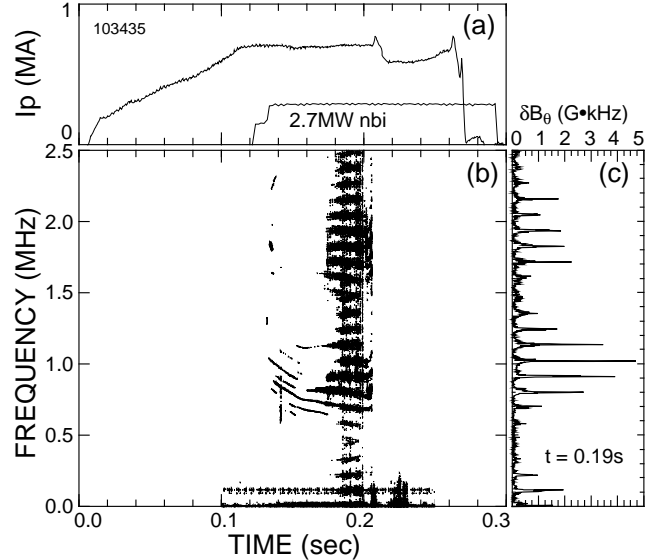 1
(a)
103435
Ip (MA)
2.7MW nbi
0
δBθ (G•kHz)
0 1 2 3 4 5
2.5
(b)
(c)
2.0
FREQUENCY (MHz)
1.5
1.0
0.5
t = 0.19s
0.0
0.0 0.1 0.2 0.3
TIME (sec)